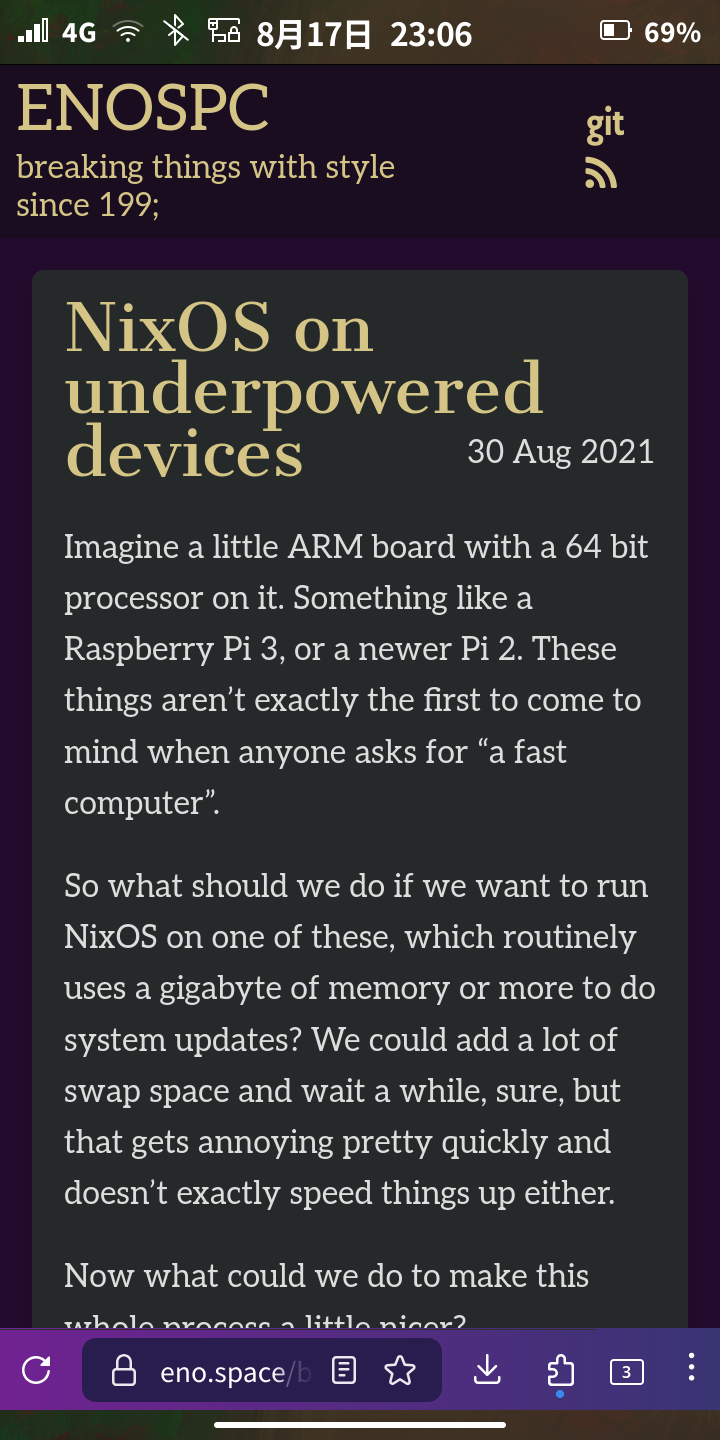 4G 8月17日 23:06 69%
ENOSPC
git
breaking things with style
since 199;
NixOS on
underpowered
devices 30 Aug 2021
Imagine a little ARM board with a 64 bit
processor on it. Something like a
Raspberry Pi 3, or a newer Pi 2. These
things aren’t exactly the first to come to
mind when anyone asks for “a fast
computer”.
So what should we do if we want to run
NixOS on one of these, which routinely
uses a gigabyte of memory or more to do
system updates? We could add a lot of
swap space and wait a while, sure, but
that gets annoying pretty quickly and
doesn’t exactly speed things up either.
Now what could we do to make this
whole process a little nicer?
eno.space/b
3